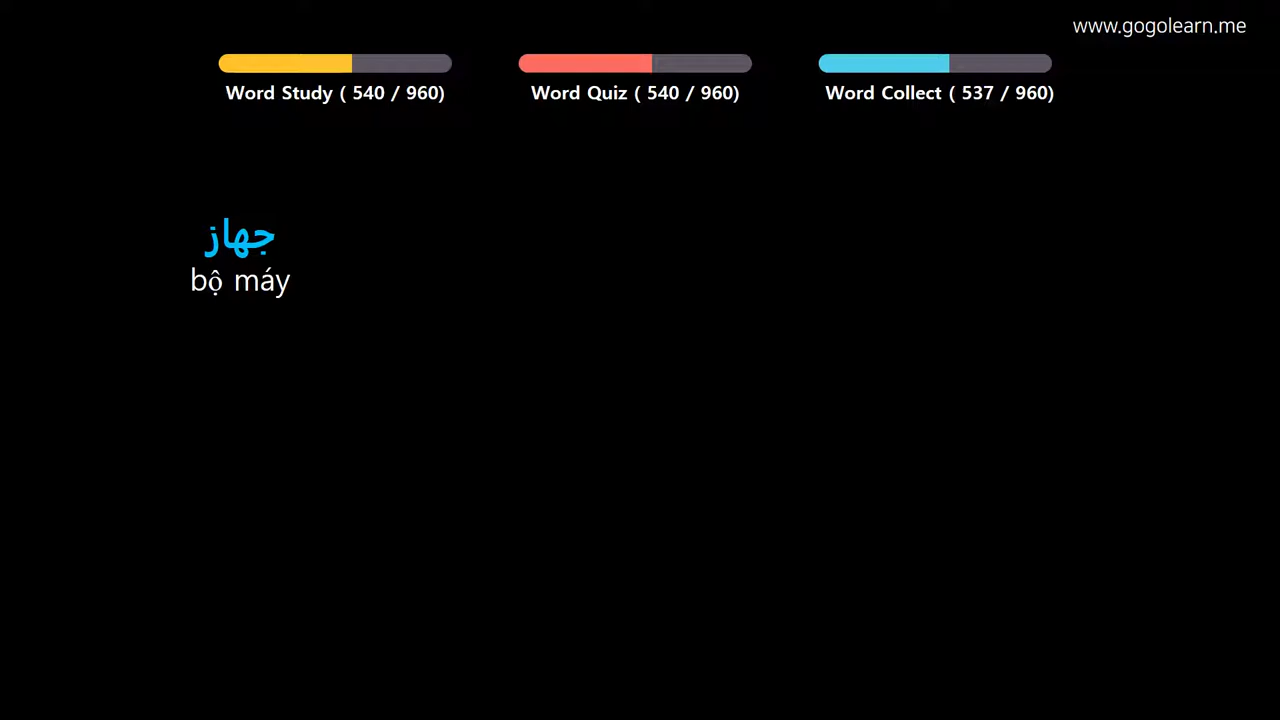 www.gogolearn.me
Word Study ( 540 / 960)
Word Quiz ( 540 / 960)
Word Collect ( 537 / 960)
جهاز
bộ máy